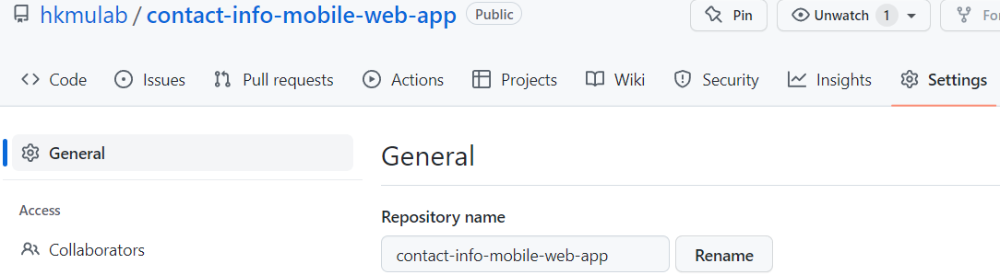 hkmulab / contact-info-mobile-web-app Public Pin Unwatch 1
Code Issues Pull requests Actions Projects Wiki Security Insights Settings
General
General
Access
Repository name
Collaborators
contact-info-mobile-web-app Rename